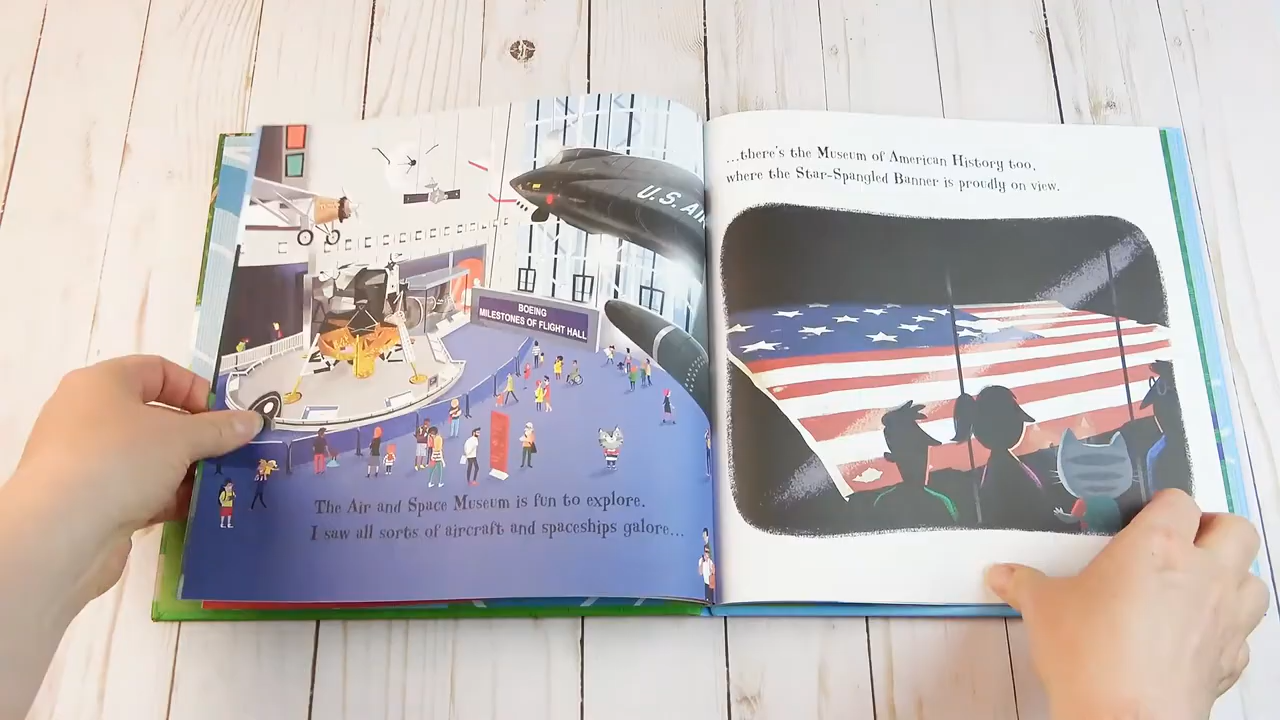 U.S. AI
BOEING
MILESTONES OF FLIGHT HALL
The Air and Space Museum is fun to explore.
I saw all sorts of aircraft and spaceships galore...
...there's the Museum of American History too,
where the Star-Spangled Banner is proudly on view.